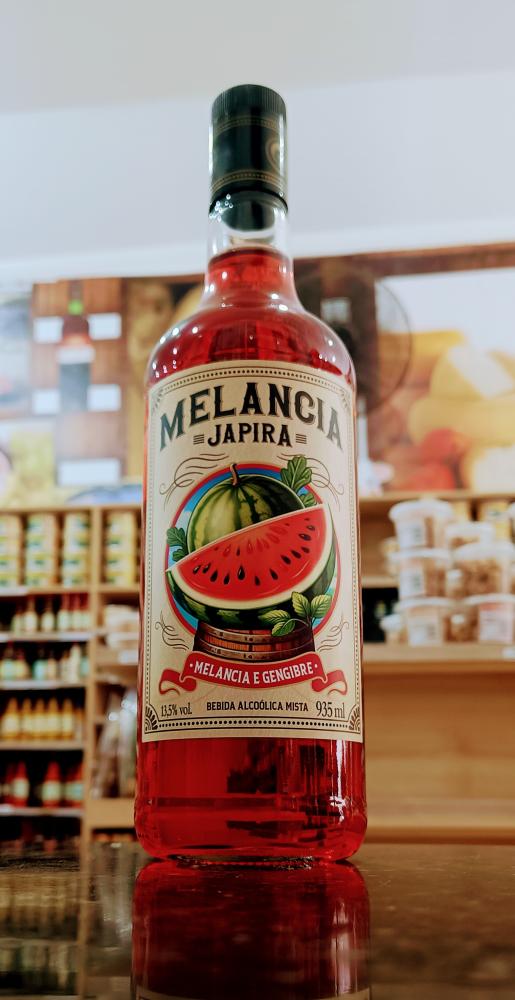 MELANCIA
JAPIRA
MELANCIA E GENGIBRE
13,5% vol. BEBIDA ALCOÓLICA MISTA 935 ml